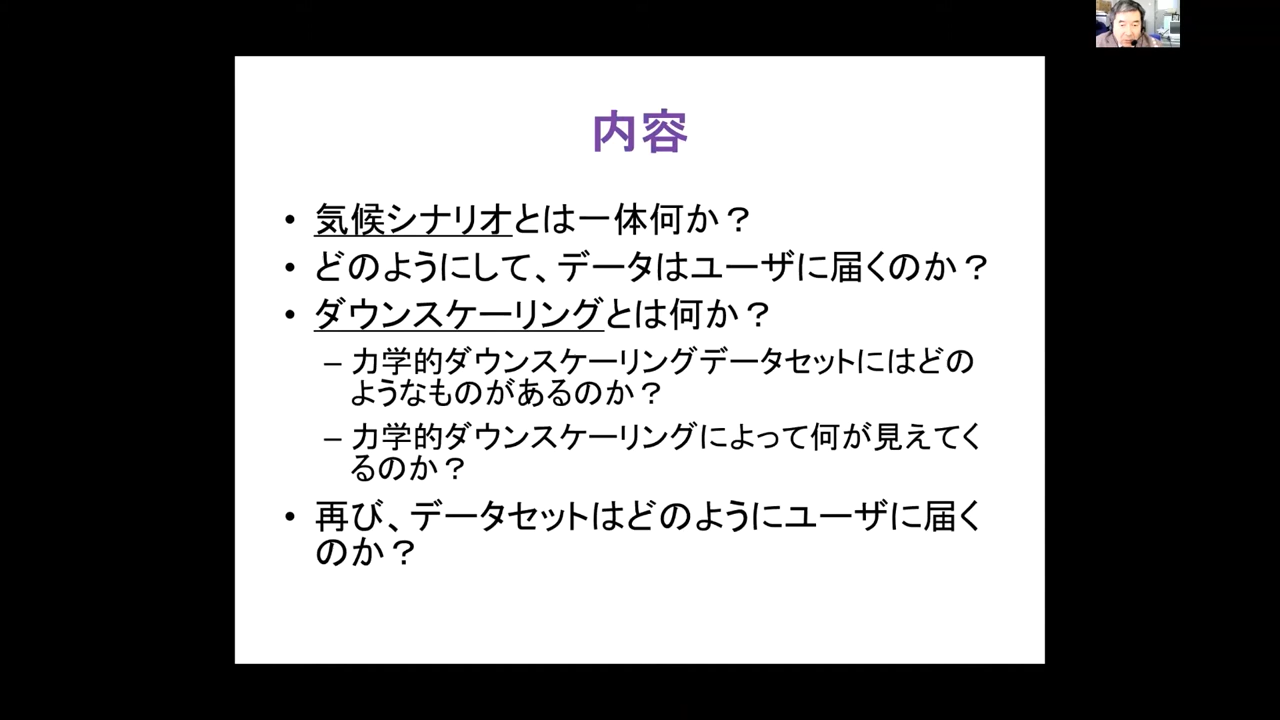 内容
• 気候シナリオとは一体何か？
• どのようにして、データはユーザに届くのか？
• ダウンスケーリングとは何か？
– 力学的ダウンスケーリングデータセットにはどの
ようなものがあるのか？
– 力学的ダウンスケーリングによって何が見えてく
るのか？
• 再び、データセットはどのようにユーザに届く
のか？